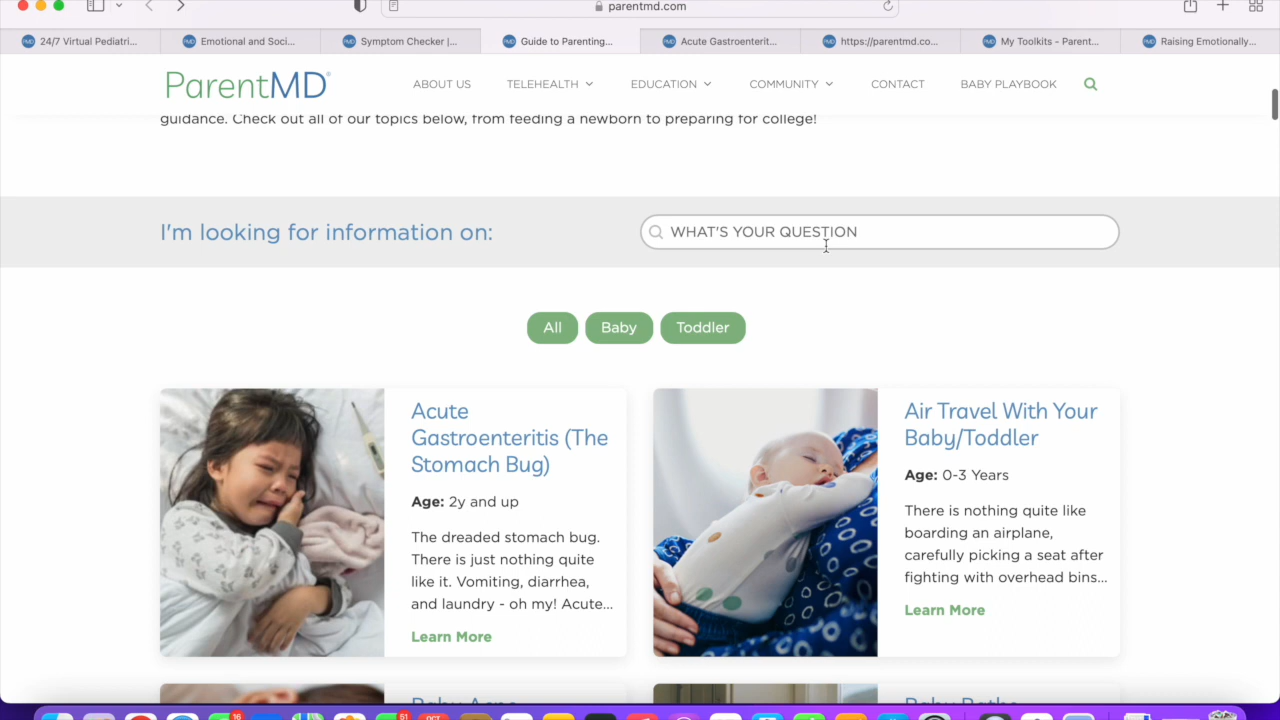 parentmd.com
24/7 Virtual Pediatri...
Emotional and Soci...
Symptom Checker |...
Guide to Parenting...
Acute Gastroenterit...
https://parentmd.co...
My Toolkits - Parent...
Raising Emotionally...
ParentMD®
ABOUT US
TELEHEALTH
EDUCATION
COMMUNITY
CONTACT
BABY PLAYBOOK
guidance. Check out all of our topics below, from feeding a newborn to preparing for college!
I'm looking for information on:
WHAT'S YOUR QUESTION
All
Baby
Toddler
Acute
Gastroenteritis (The
Stomach Bug)
Age: 2y and up
The dreaded stomach bug.
There is just nothing quite
like it. Vomiting, diarrhea,
and laundry - oh my! Acute...
Learn More
Air Travel With Your
Baby/Toddler
Age: 0-3 Years
There is nothing quite like
boarding an airplane,
carefully picking a seat after
fighting with overhead bins...
Learn More
16
51
OCT